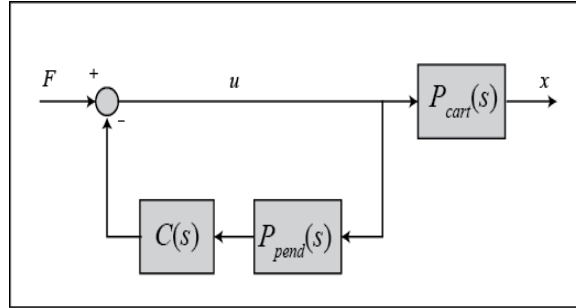 F + u x
P_cart(s)
-
C(s) P_pend(s)